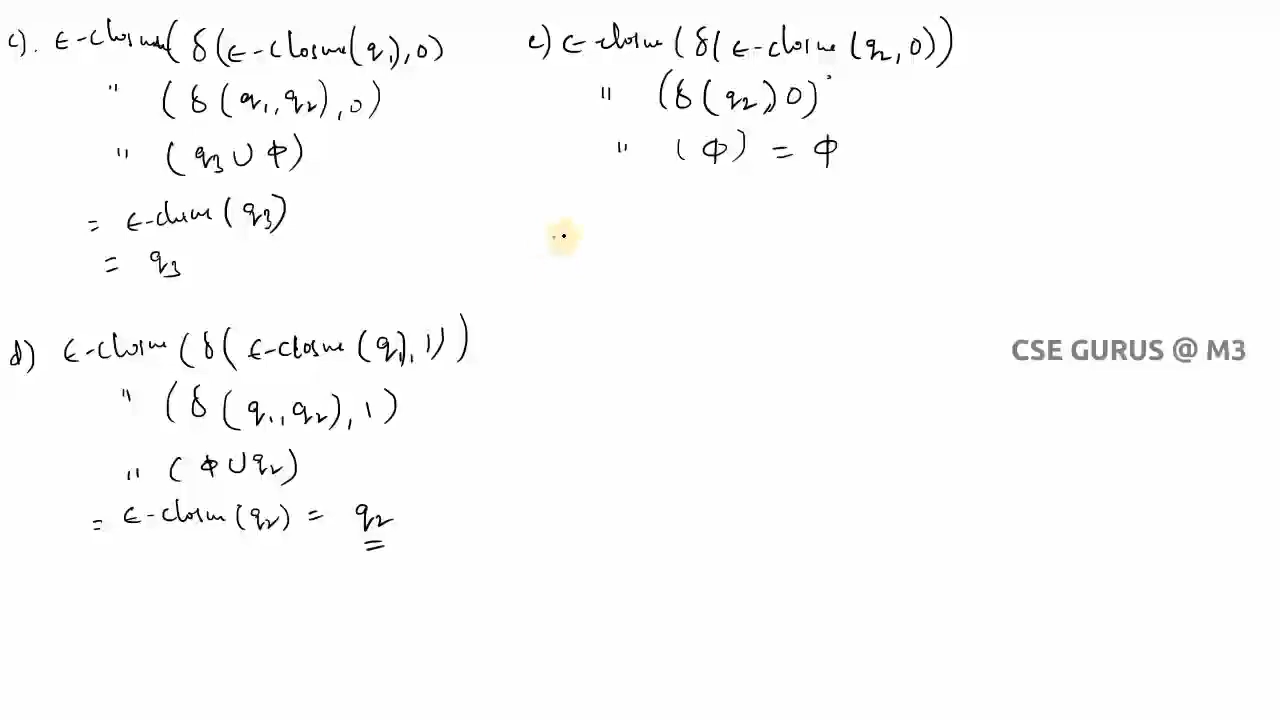 c). ε-closure(δ(ε-closure(q₁),0)
" (δ(q₁,q₂),0)
" (q₃∪ϕ)
= ε-closure(q₃)
= q₃
d) ε-closure(δ(ε-closure(q₁),1))
" (δ(q₁,q₂),1)
" (ϕ∪q₂)
= ε-closure(q₂) = q₂
e) ε-closure(δ(ε-closure(q₂,0))
" (δ(q₂),0)
" (ϕ) = ϕ
CSE GURUS @ M3